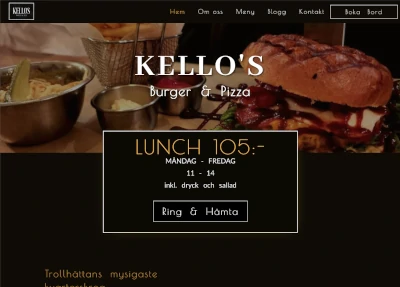 KELLO'S
Hem Om oss Meny Blogg Kontakt Boka Bord
KELLO'S
Burger & Pizza
LUNCH 105:-
MÅNDAG - FREDAG
11 - 14
inkl. dryck och sallad
Ring & Hämta
Trollhättans mysigaste